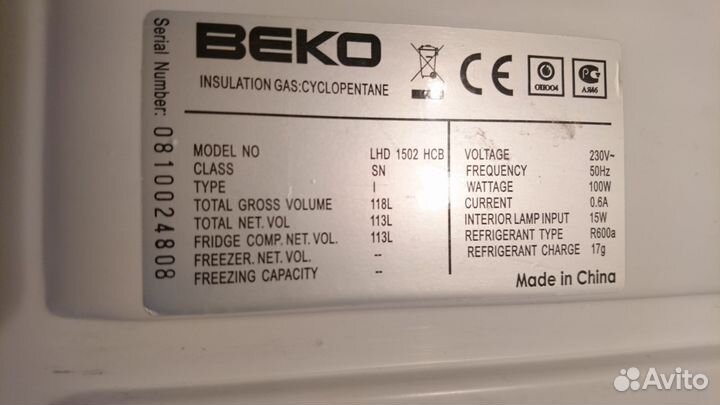 Serial Number: 0810024808
BEKO
INSULATION GAS:CYCLOPENTANE
CE
ОП004
АЯ46
MODEL NO LHD 1502 HCB
CLASS SN
TYPE I
TOTAL GROSS VOLUME 118L
TOTAL NET. VOL 113L
FRIDGE COMP. NET. VOL. 113L
FREEZER. NET. VOL. --
FREEZING CAPACITY --
VOLTAGE 230V~
FREQUENCY 50Hz
WATTAGE 100W
CURRENT 0.6A
INTERIOR LAMP INPUT 15W
REFRIGERANT TYPE R600a
REFRIGERANT CHARGE 17g
Made in China
Avito